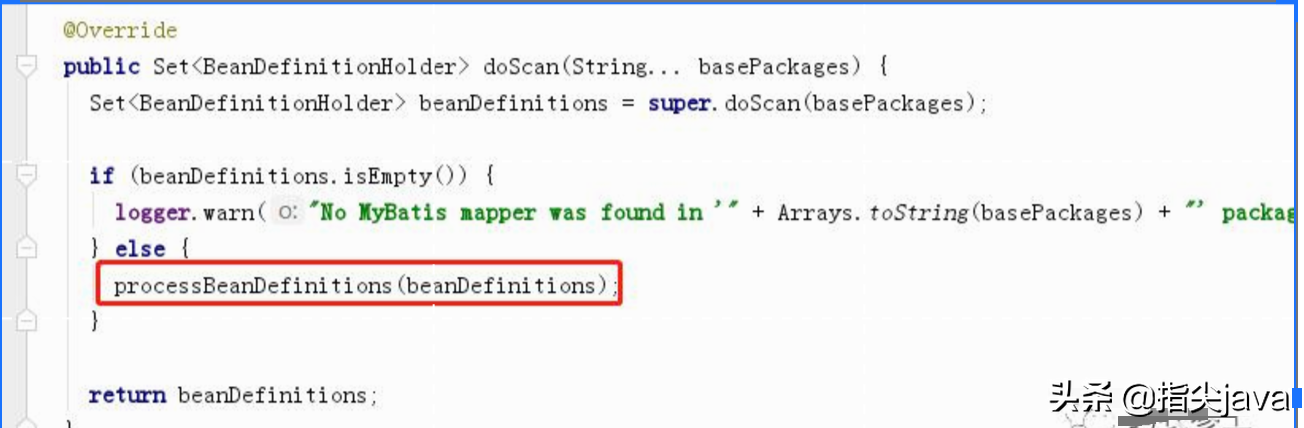 @Override
public Set<BeanDefinitionHolder> doScan(String... basePackages) {
Set<BeanDefinitionHolder> beanDefinitions = super.doScan(basePackages);
if (beanDefinitions.isEmpty()) {
logger.warn( o: "No MyBatis mapper was found in '" + Arrays.toString(basePackages) + "' packag
} else {
processBeanDefinitions(beanDefinitions);
}
return beanDefinitions;
头条 @指尖java